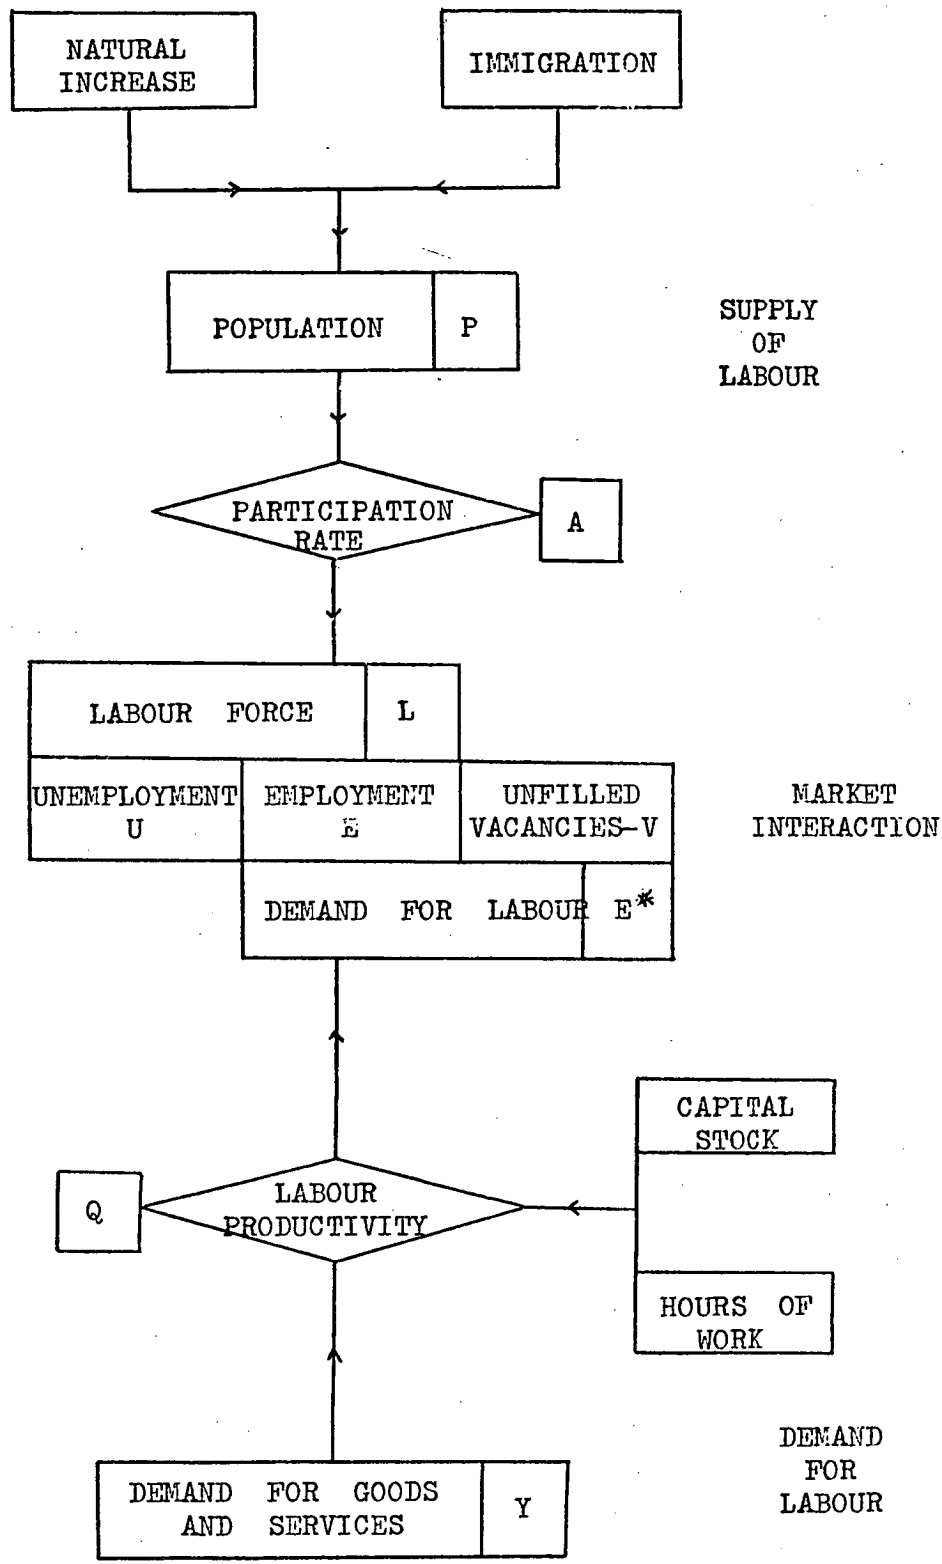 NATURAL
INCREASE
IMMIGRATION
POPULATION P
SUPPLY
OF
LABOUR
PARTICIPATION
RATE
A
LABOUR FORCE L
UNEMPLOYMENT
U
EMPLOYMENT
E
UNFILLED
VACANCIES-V
MARKET
INTERACTION
DEMAND FOR LABOUR E*
CAPITAL
STOCK
LABOUR
PRODUCTIVITY
Q
HOURS OF
WORK
DEMAND FOR GOODS
AND SERVICES
Y
DEMAND
FOR
LABOUR